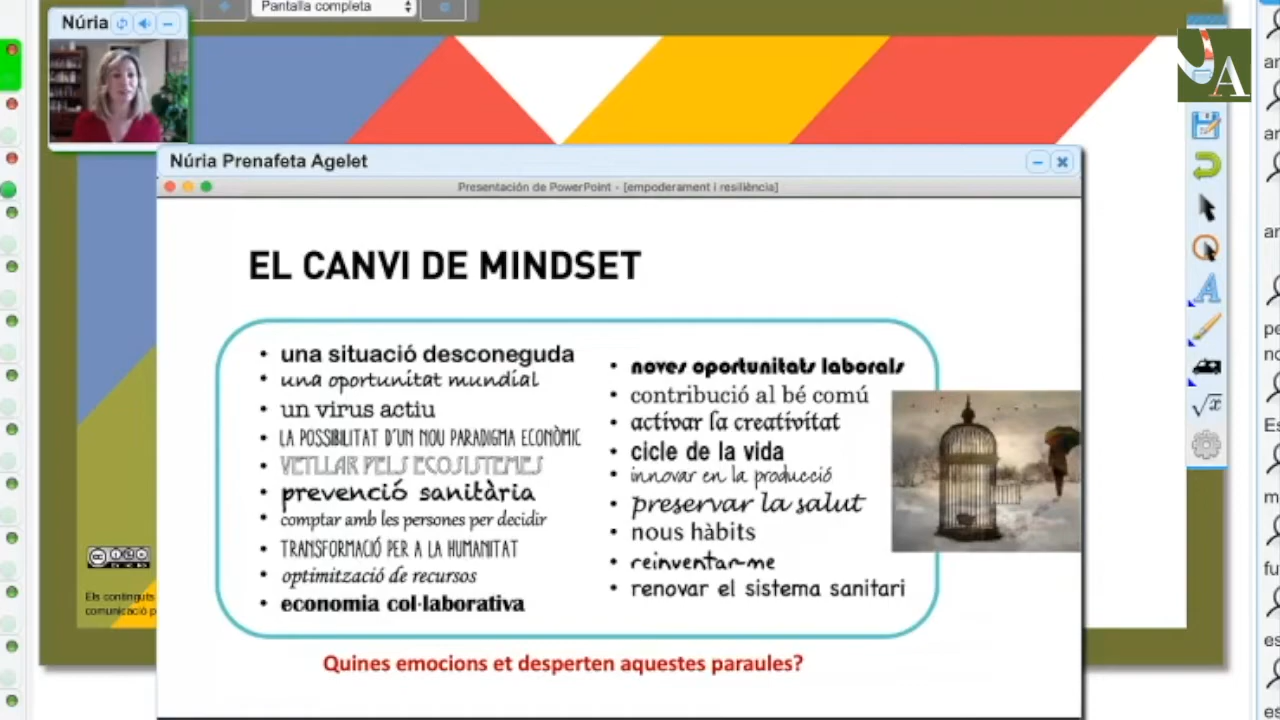 Pantalla completa
Núria
A
Núria Prenafeta Agelet
Presentación de PowerPoint - [empoderament i resiliència]
EL CANVI DE MINDSET
• una situació desconeguda
• una oportunitat mundial
• un virus actiu
• LA POSSIBILITAT D'UN NOU PARADIGMA ECONÒMIC
• VETLLAR PELS ECOSISTEMES
• prevenció sanitària
• comptar amb les persones per decidir
• TRANSFORMACIÓ PER A LA HUMANITAT
• optimització de recursos
• economia col·laborativa
• noves oportunitats laborals
• contribució al bé comú
• activar la creativitat
• cicle de la vida
• innovar en la producció
• preservar la salut
• nous hàbits
• reinventar-me
• renovar el sistema sanitari
Quines emocions et desperten aquestes paraules?
Els continguts
comunicació p
A
√x